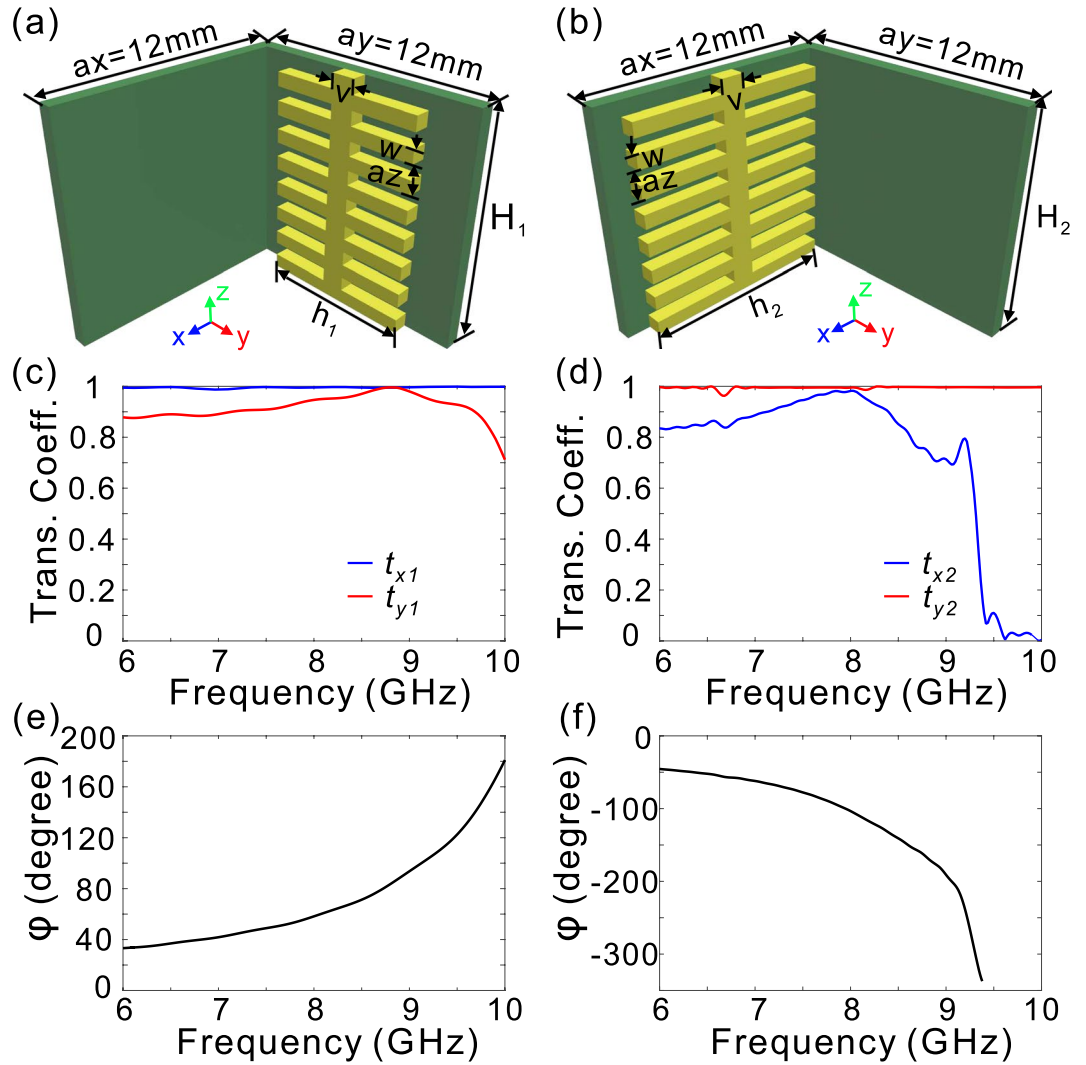 (a)
ax=12mm
ay=12mm
v
w
az
H1
h1
z
x
y
(b)
ax=12mm
ay=12mm
v
w
az
H2
h2
z
x
y
(c)
Trans. Coeff.
1
0.8
0.6
0.4
0.2
0
tx1
ty1
6 7 8 9 10
Frequency (GHz)
(d)
Trans. Coeff.
1
0.8
0.6
0.4
0.2
0
tx2
ty2
6 7 8 9 10
Frequency (GHz)
(e)
φ (degree)
200
160
120
80
40
0
6 7 8 9 10
Frequency (GHz)
(f)
φ (degree)
0
-100
-200
-300
6 7 8 9 10
Frequency (GHz)